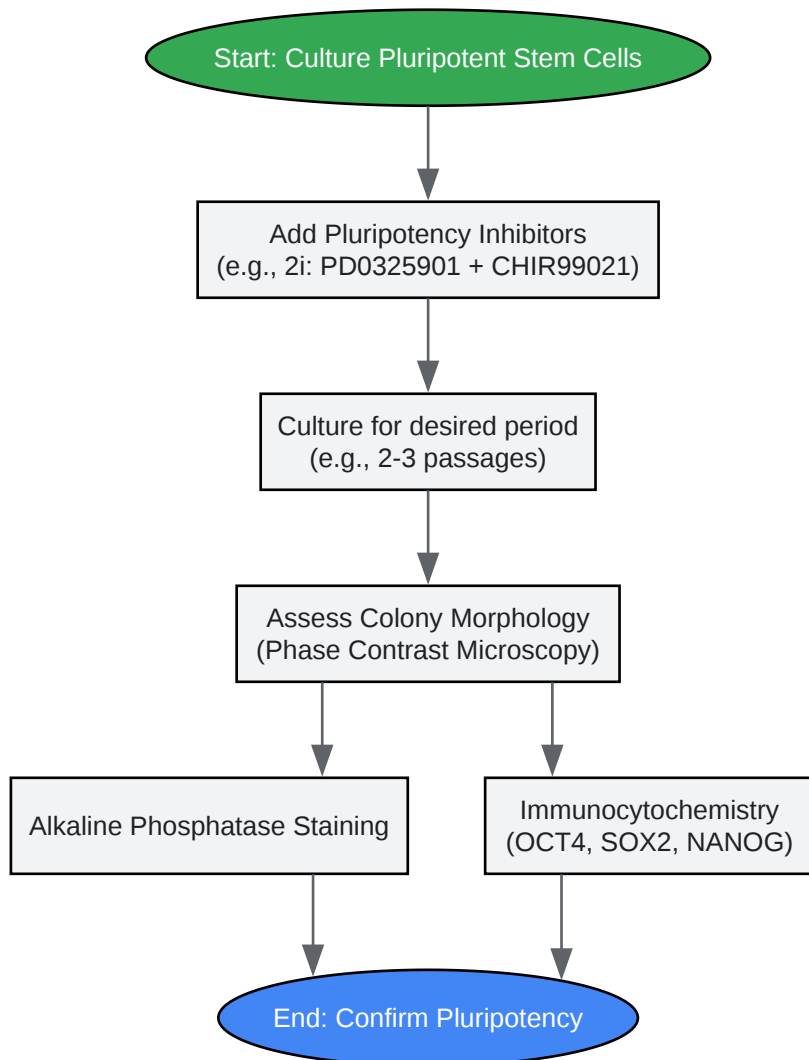 Start: Culture Pluripotent Stem Cells
Add Pluripotency Inhibitors
(e.g., 2i: PD0325901 + CHIR99021)
Culture for desired period
(e.g., 2-3 passages)
Assess Colony Morphology
(Phase Contrast Microscopy)
Alkaline Phosphatase Staining
Immunocytochemistry
(OCT4, SOX2, NANOG)
End: Confirm Pluripotency